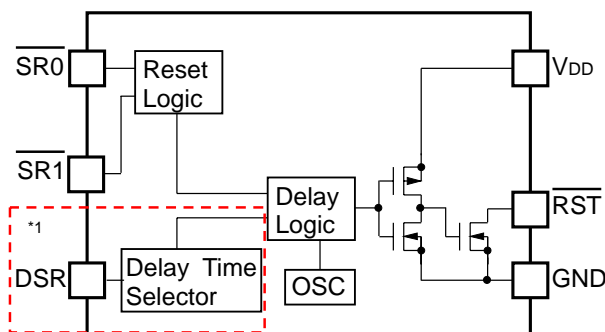 SR0
Reset
Logic
VDD
SR1
Delay
Logic
RST
*1
DSR
Delay Time
Selector
OSC
GND